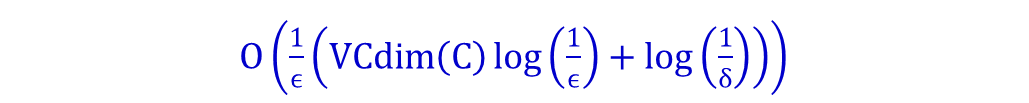 O(1/ϵ(VCdim(C) log(1/ϵ) + log(1/δ)))